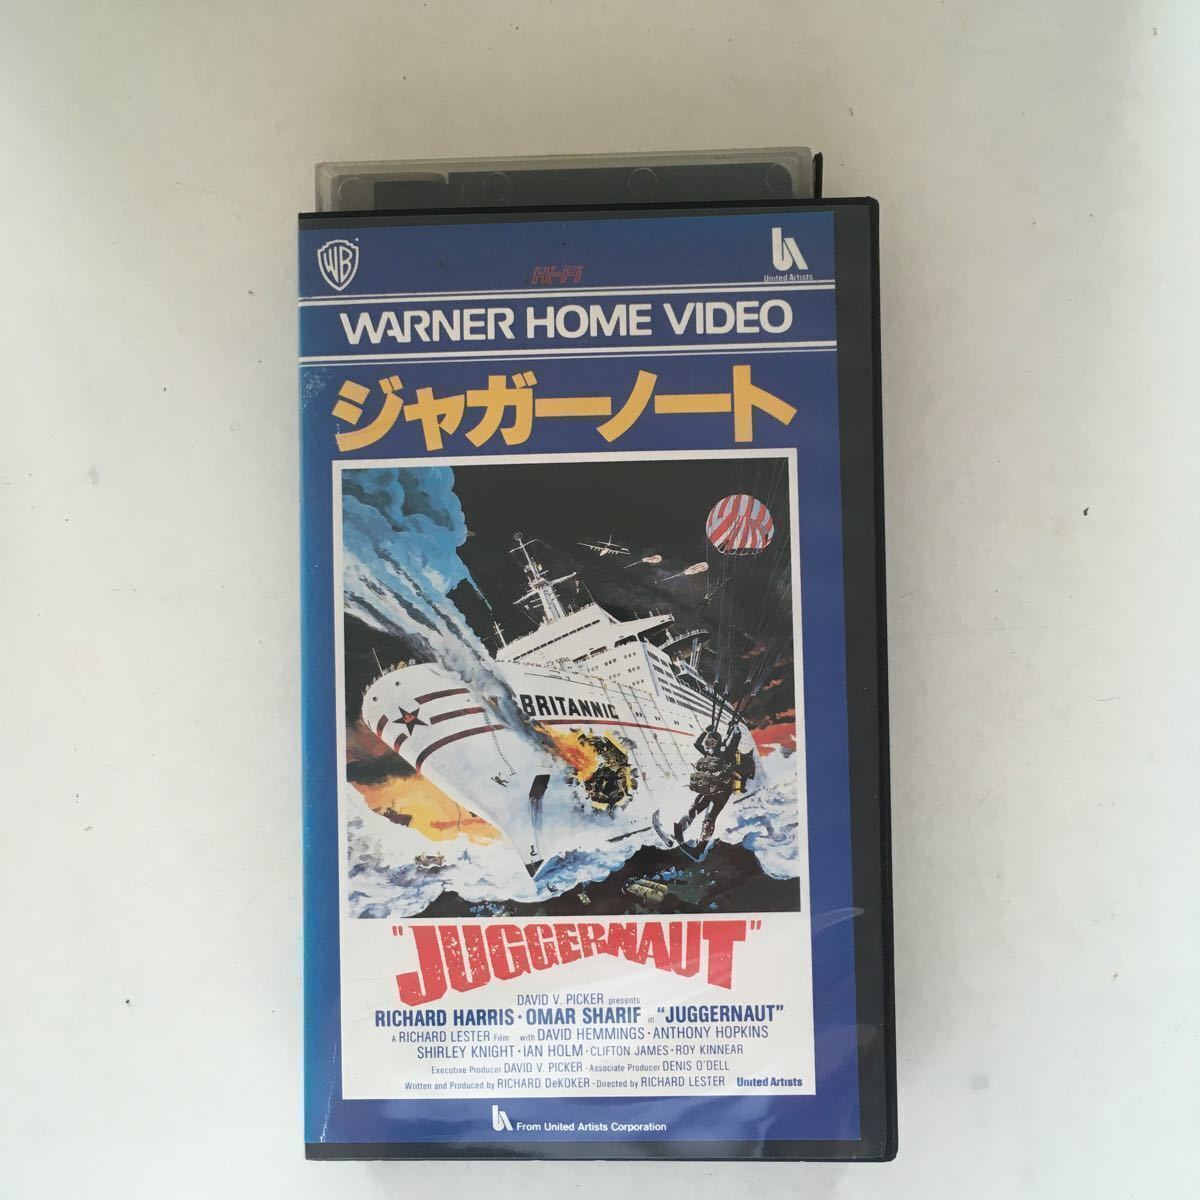 WB
Hi-Fi
United Artists
WARNER HOME VIDEO
ジャガーノート
BRITANNIC
"JUGGERNAUT"
DAVID V. PICKER presents
RICHARD HARRIS · OMAR SHARIF in "JUGGERNAUT"
A RICHARD LESTER Film with DAVID HEMMINGS · ANTHONY HOPKINS
SHIRLEY KNIGHT · IAN HOLM · CLIFTON JAMES · ROY KINNEAR
Executive Producer DAVID V. PICKER · Associate Producer DENIS O'DELL
Written and Produced by RICHARD DeKOKER · Directed by RICHARD LESTER United Artists
From United Artists Corporation